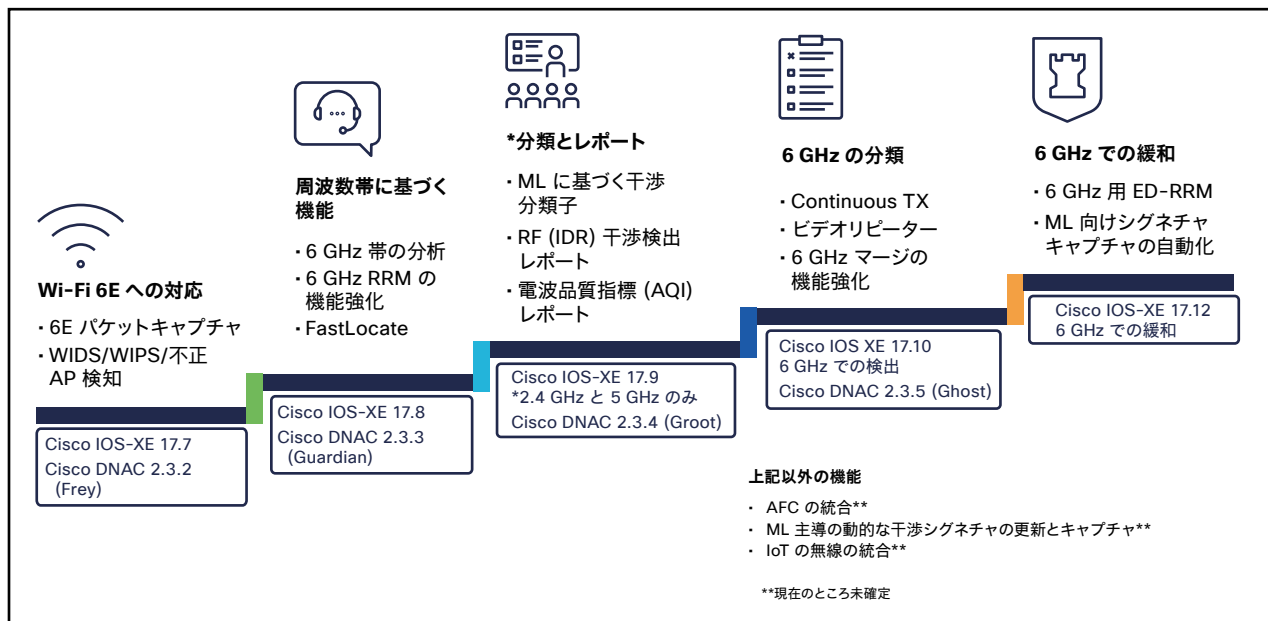 Wi-Fi 6E への対応
・6E パケットキャプチャ
・WIDS/WIPS/不正
AP 検知
Cisco IOS-XE 17.7
Cisco DNAC 2.3.2
(Frey)
周波数帯に基づく
機能
・6 GHz 帯の分析
・6 GHz RRM の
機能強化
・FastLocate
Cisco IOS-XE 17.8
Cisco DNAC 2.3.3
(Guardian)
*分類とレポート
・ML に基づく干渉
分類子
・RF (IDR) 干渉検出
レポート
・電波品質指標 (AQI)
レポート
Cisco IOS-XE 17.9
*2.4 GHz と 5 GHz のみ
Cisco DNAC 2.3.4 (Groot)
6 GHz の分類
・Continuous TX
・ビデオリピーター
・6 GHz マージの
機能強化
Cisco IOS XE 17.10
6 GHz での検出
Cisco DNAC 2.3.5 (Ghost)
6 GHz での緩和
・6 GHz 用 ED-RRM
・ML 向けシグネチャ
キャプチャの自動化
Cisco IOS-XE 17.12
6 GHz での緩和
上記以外の機能
・ AFC の統合**
・ ML 主導の動的な干渉シグネチャの更新とキャプチャ**
・ IoT の無線の統合**
**現在のところ未確定